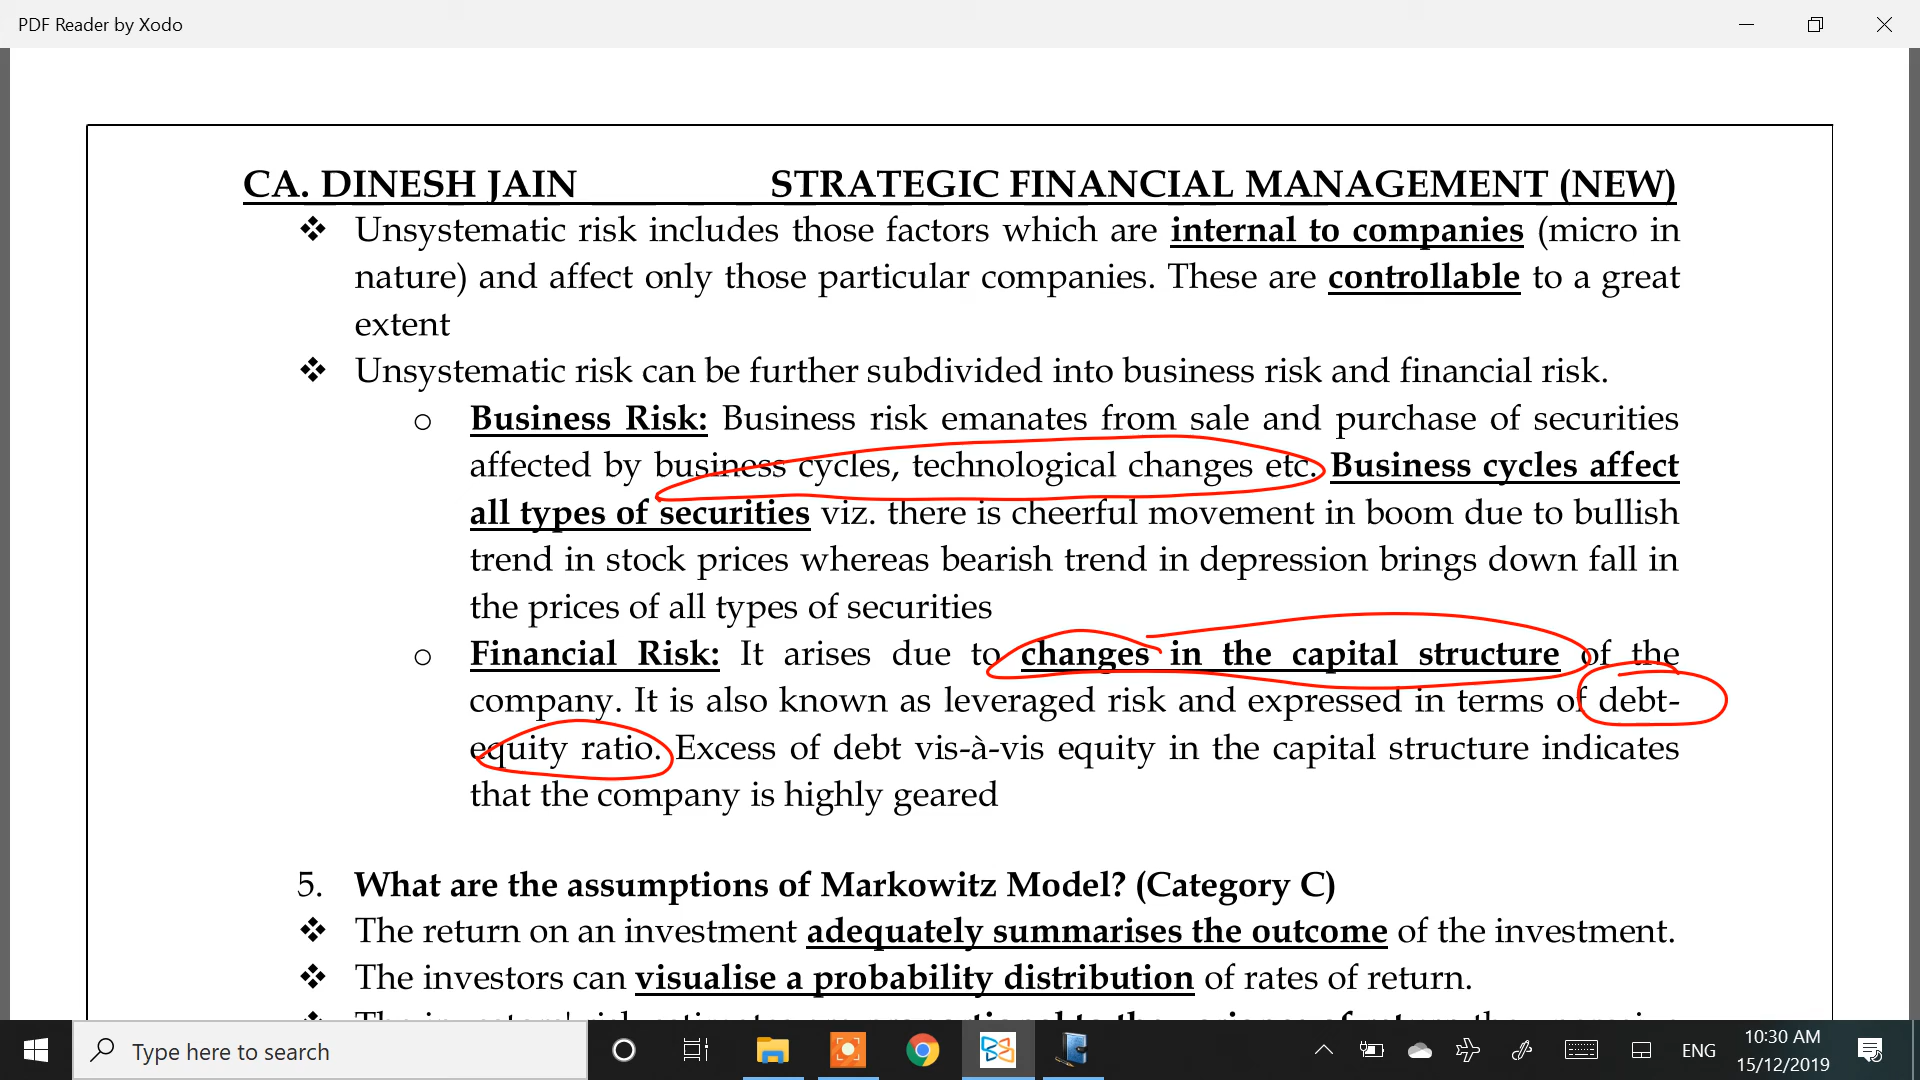 PDF Reader by Xodo
CA. DINESH JAIN STRATEGIC FINANCIAL MANAGEMENT (NEW)
❖ Unsystematic risk includes those factors which are internal to companies (micro in
nature) and affect only those particular companies. These are controllable to a great
extent
❖ Unsystematic risk can be further subdivided into business risk and financial risk.
o Business Risk: Business risk emanates from sale and purchase of securities
affected by business cycles, technological changes etc. Business cycles affect
all types of securities viz. there is cheerful movement in boom due to bullish
trend in stock prices whereas bearish trend in depression brings down fall in
the prices of all types of securities
o Financial Risk: It arises due to changes in the capital structure of the
company. It is also known as leveraged risk and expressed in terms of debt-
equity ratio. Excess of debt vis-à-vis equity in the capital structure indicates
that the company is highly geared
5. What are the assumptions of Markowitz Model? (Category C)
❖ The return on an investment adequately summarises the outcome of the investment.
❖ The investors can visualise a probability distribution of rates of return.
Type here to search
ENG
10:30 AM
15/12/2019